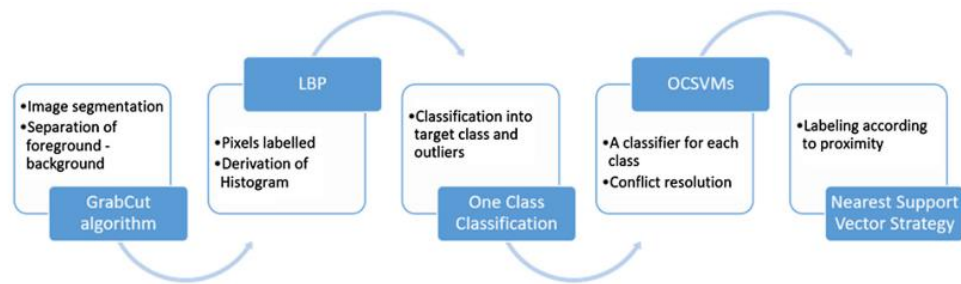 •Image segmentation
•Separation of
foreground -
background
GrabCut
algorithm
LBP
•Pixels labelled
•Derivation of
Histogram
•Classification into
target class and
outliers
One Class
Classification
OCSVMs
•A classifier for each
class
•Conflict resolution
•Labeling according
to proximity
Nearest Support
Vector Strategy